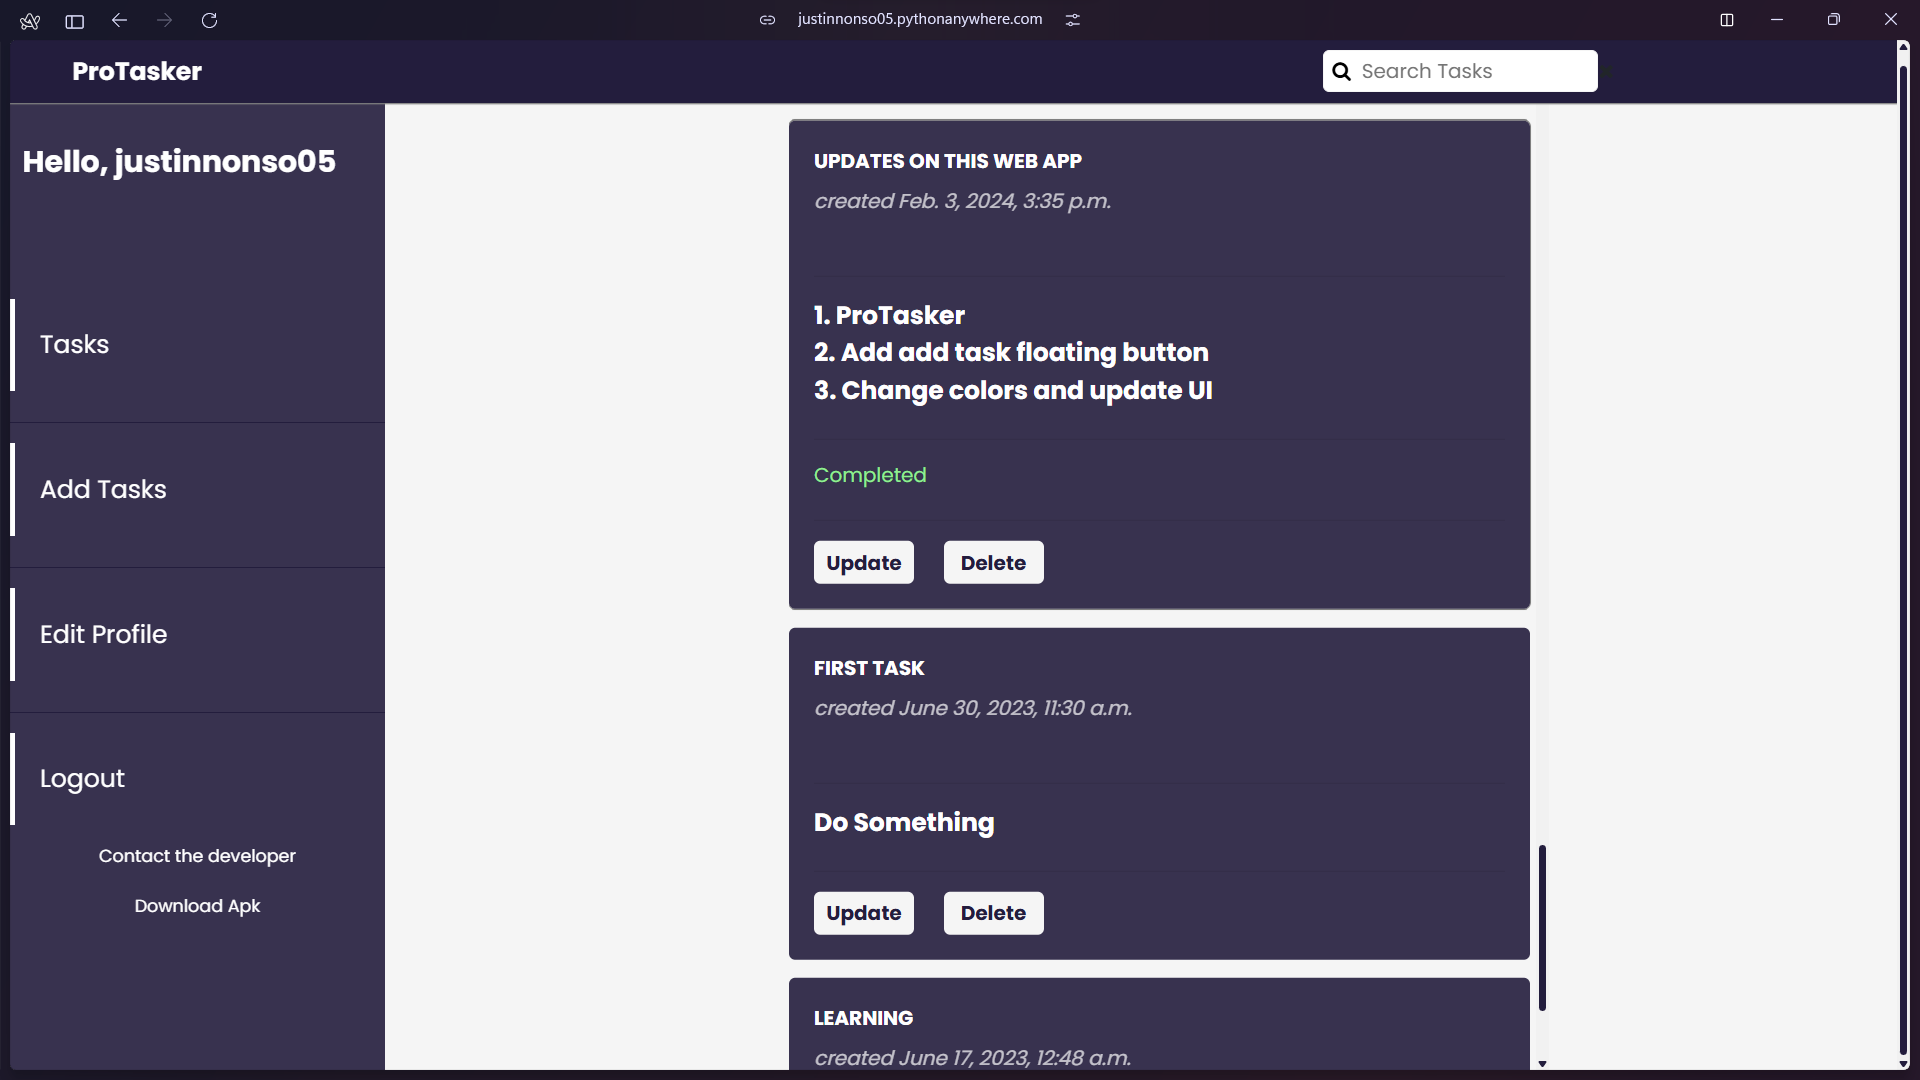 justinnonso05.pythonanywhere.com
ProTasker
Search Tasks
Hello, justinnonso05
Tasks
Add Tasks
Edit Profile
Logout
Contact the developer
Download Apk
UPDATES ON THIS WEB APP
created Feb. 3, 2024, 3:35 p.m.
1. ProTasker
2. Add add task floating button
3. Change colors and update UI
Completed
Update Delete
FIRST TASK
created June 30, 2023, 11:30 a.m.
Do Something
Update Delete
LEARNING
created June 17, 2023, 12:48 a.m.